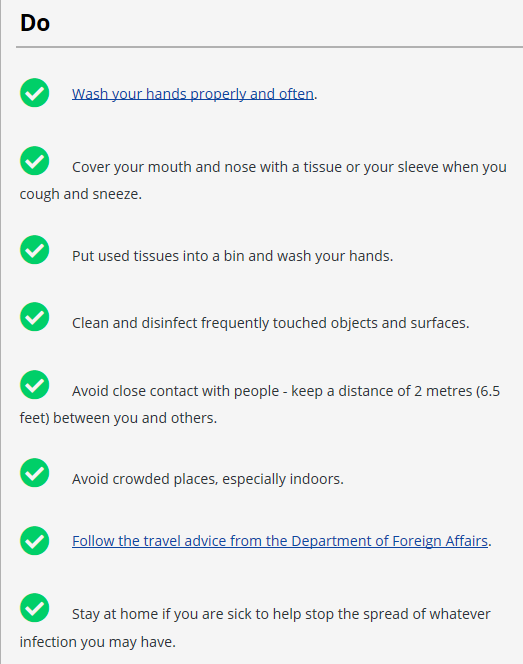 Do
Wash your hands properly and often.
Cover your mouth and nose with a tissue or your sleeve when you
cough and sneeze.
Put used tissues into a bin and wash your hands.
Clean and disinfect frequently touched objects and surfaces.
Avoid close contact with people - keep a distance of 2 metres (6.5
feet) between you and others.
Avoid crowded places, especially indoors.
Follow the travel advice from the Department of Foreign Affairs.
Stay at home if you are sick to help stop the spread of whatever
infection you may have.